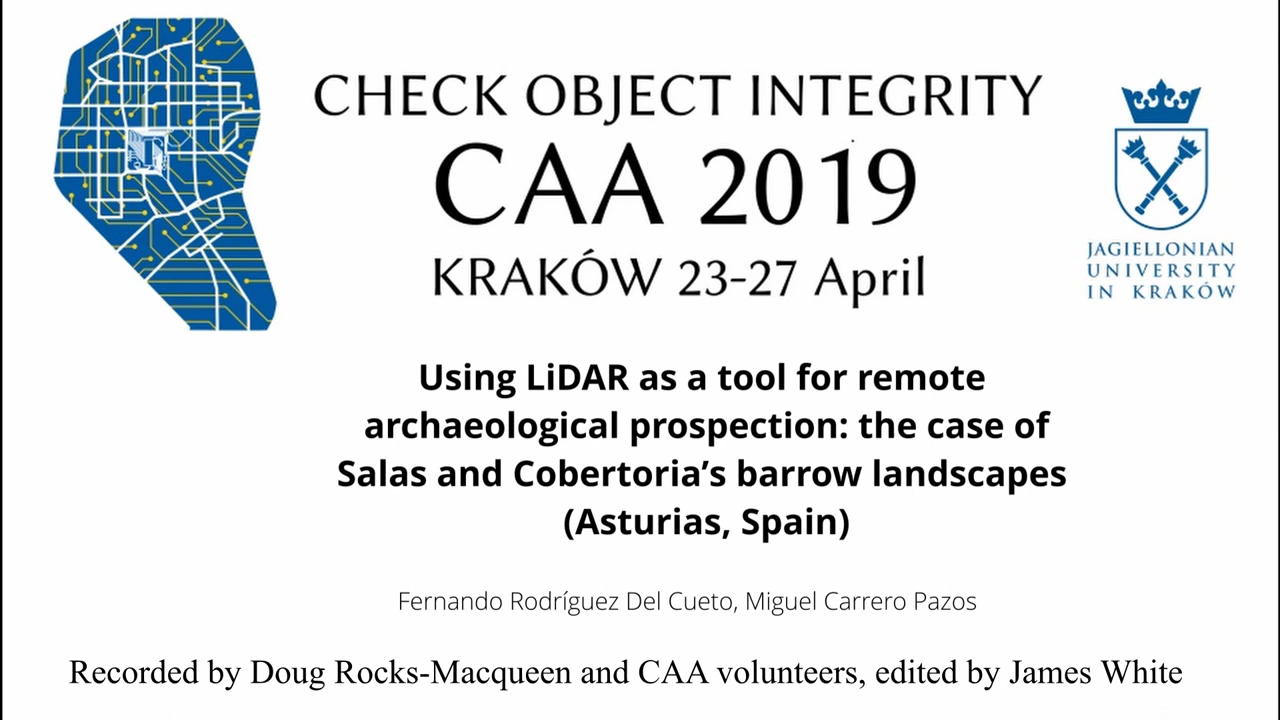 CHECK OBJECT INTEGRITY
CAA 2019
KRAKÓW 23-27 April
JAGIELLONIAN
UNIVERSITY
IN KRAKÓW
Using LiDAR as a tool for remote
archaeological prospection: the case of
Salas and Cobertoria’s barrow landscapes
(Asturias, Spain)
Fernando Rodríguez Del Cueto, Miguel Carrero Pazos
Recorded by Doug Rocks-Macqueen and CAA volunteers, edited by James White